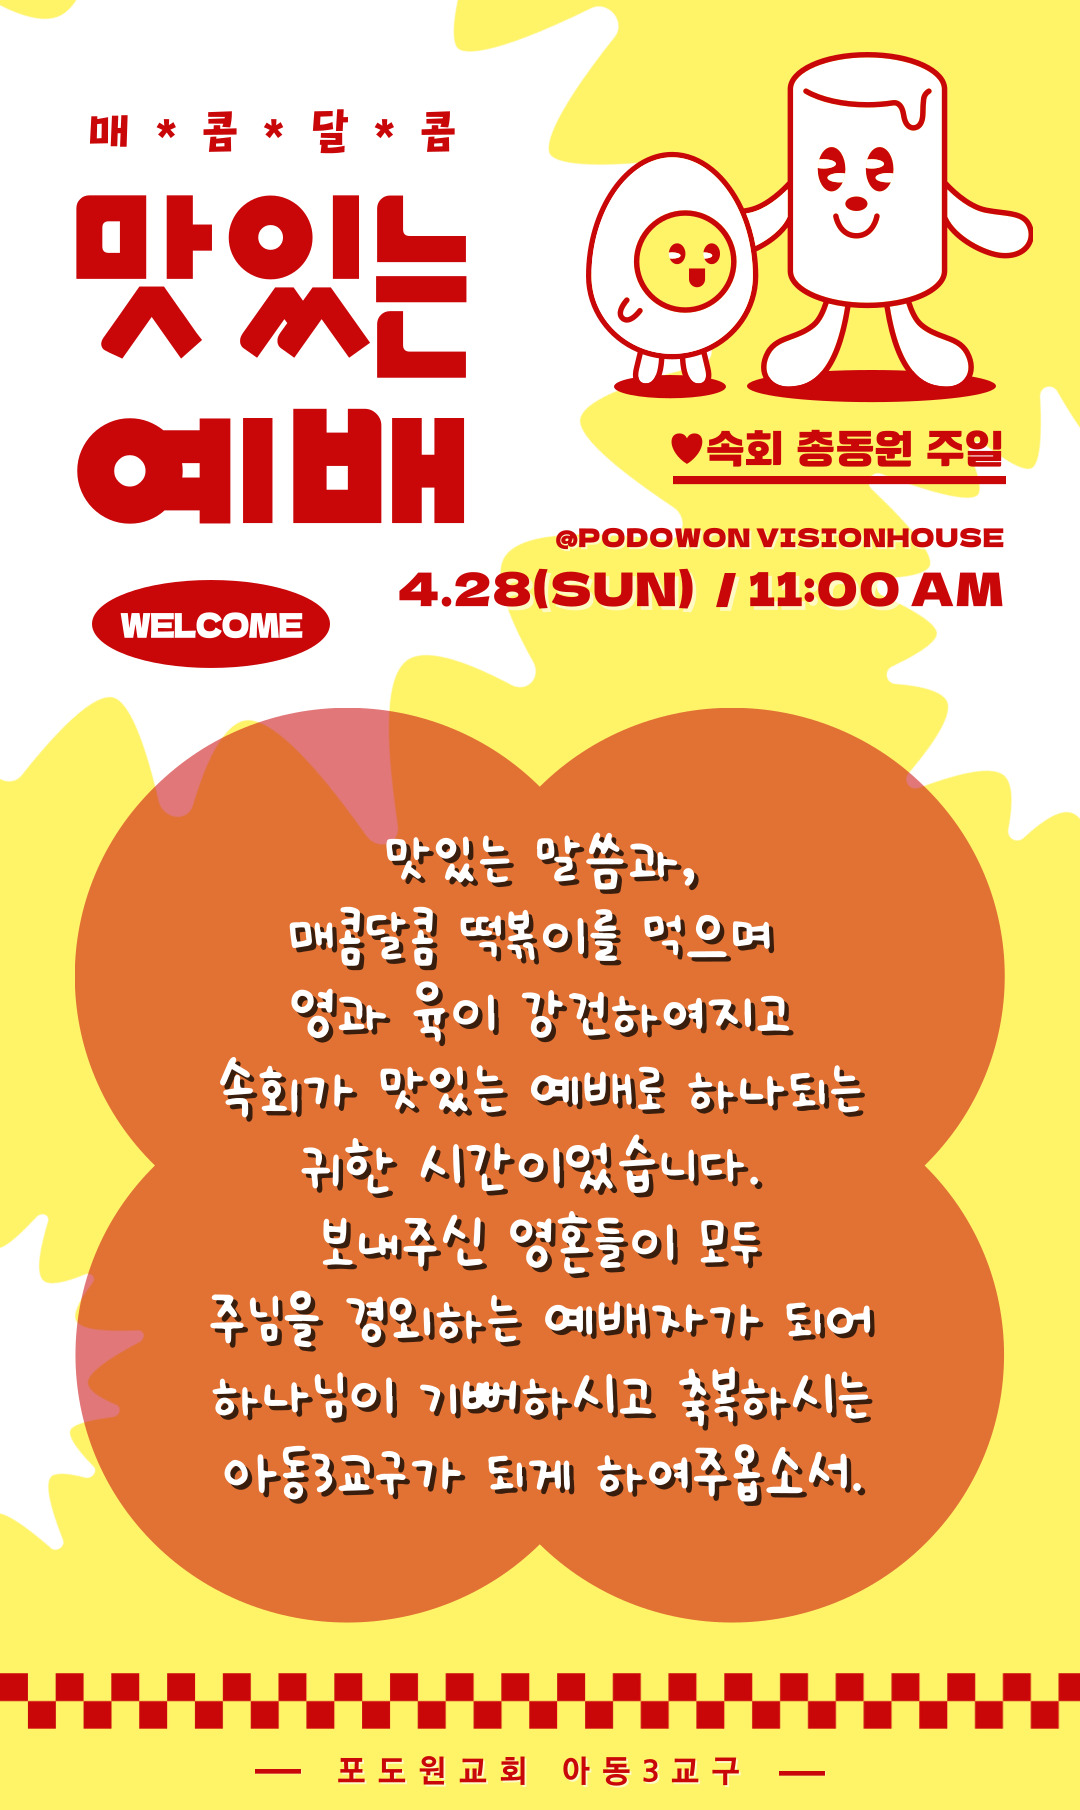 매*콤*달*콤
맛있는
예배
♥속회 총동원 주일
@PODOWON VISIONHOUSE
4.28(SUN) / 11:00 AM
WELCOME
맛있는 말씀과,
매콤달콤 떡볶이를 먹으며
영과 육이 강건하여지고
속회가 맛있는 예배로 하나되는
귀한 시간이었습니다.
보내주신 영혼들이 모두
주님을 경외하는 예배자가 되어
하나님이 기뻐하시고 축복하시는
아동3교구가 되게 하여주옵소서.
포도원교회 아동3교구